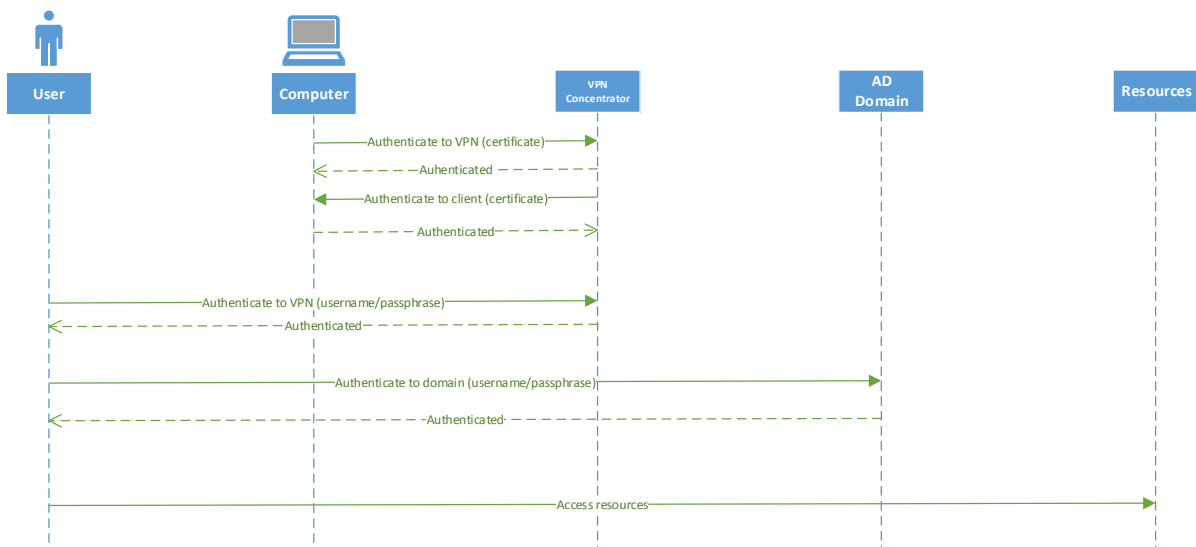 User
Computer
VPN
Concentrator
AD
Domain
Resources
Authenticate to VPN (certificate)
Auhenticated
Authenticate to client (certificate)
Authenticated
Authenticate to VPN (username/passphrase)
Authenticated
Authenticate to domain (username/passphrase)
Authenticated
Access resources